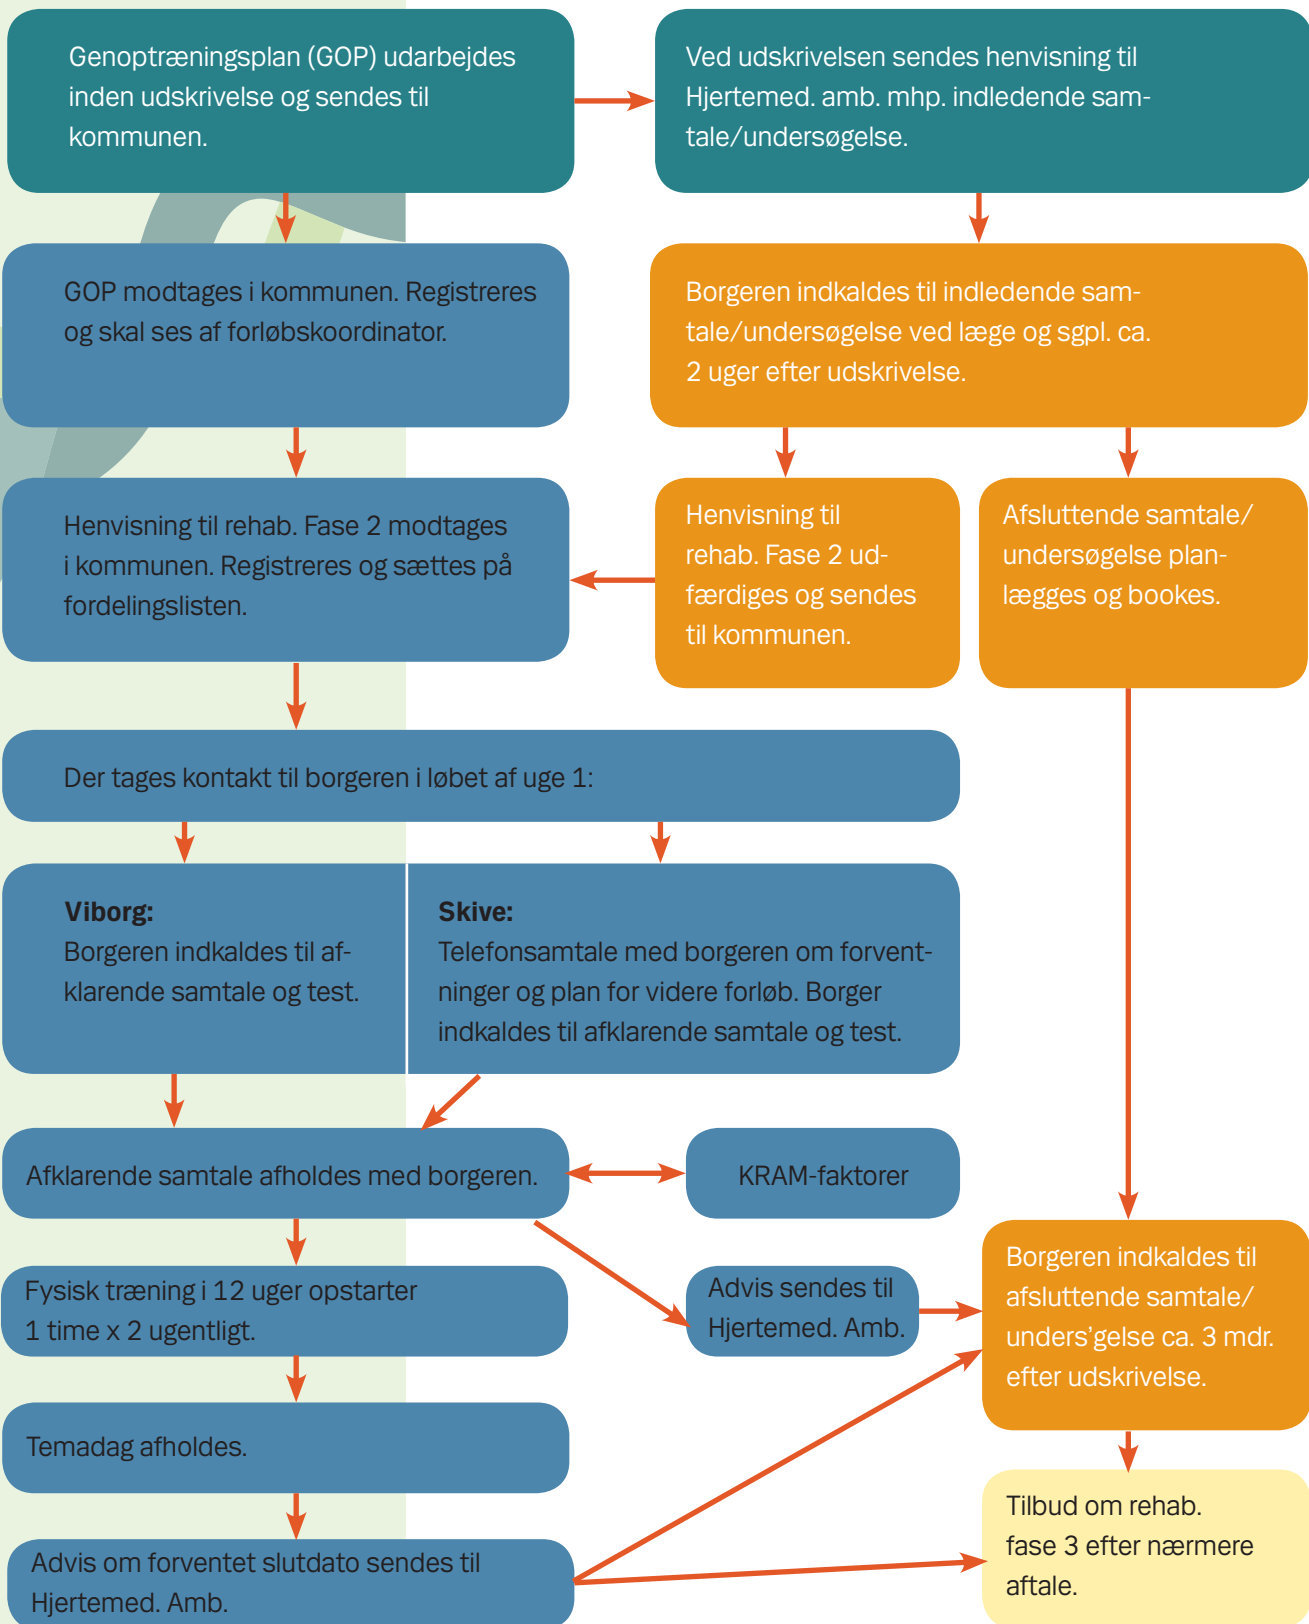 Genoptræningsplan (GOP) udarbejdes
inden udskrivelse og sendes til
kommunen.
Ved udskrivelsen sendes henvisning til
Hjertemed. amb. mhp. indledende sam-
tale/undersøgelse.
GOP modtages i kommunen. Registreres
og skal ses af forløbskoordinator.
Borgeren indkaldes til indledende sam-
tale/undersøgelse ved læge og sgpl. ca.
2 uger efter udskrivelse.
Henvisning til rehab. Fase 2 modtages
i kommunen. Registreres og sættes på
fordelingslisten.
Henvisning til
rehab. Fase 2 ud-
færdiges og sendes
til kommunen.
Afsluttende samtale/
undersøgelse plan-
lægges og bookes.
Der tages kontakt til borgeren i løbet af uge 1:
Viborg:
Borgeren indkaldes til af-
klarende samtale og test.
Skive:
Telefonsamtale med borgeren om forvent-
ninger og plan for videre forløb. Borger
indkaldes til afklarende samtale og test.
Afklarende samtale afholdes med borgeren.
KRAM-faktorer
Fysisk træning i 12 uger opstarter
1 time x 2 ugentligt.
Advis sendes til
Hjertemed. Amb.
Borgeren indkaldes til
afsluttende samtale/
unders'gelse ca. 3 mdr.
efter udskrivelse.
Temadag afholdes.
Advis om forventet slutdato sendes til
Hjertemed. Amb.
Tilbud om rehab.
fase 3 efter nærmere
aftale.